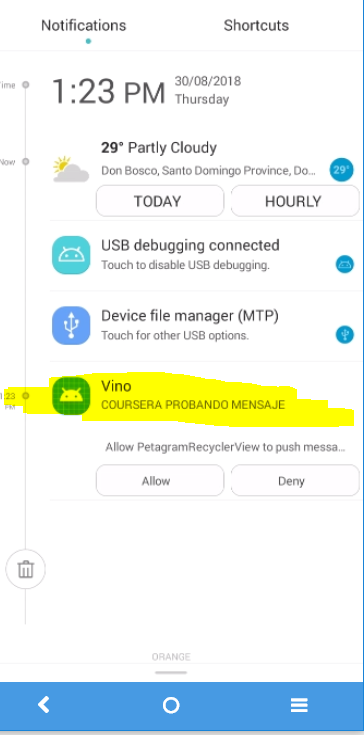 Notifications Shortcuts
Time
1:23 PM 30/08/2018
Thursday
Now
29° Partly Cloudy
Don Bosco, Santo Domingo Province, Do... 29°
TODAY HOURLY
USB debugging connected
Touch to disable USB debugging.
Device file manager (MTP)
Touch for other USB options.
Vino
1:23
PM
COURSERA PROBANDO MENSAJE
Allow PetagramRecyclerView to push messa...
Allow Deny
ORANGE